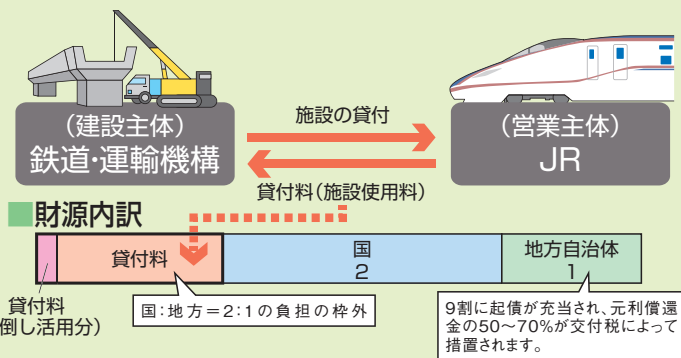 (建設主体)
鉄道・運輸機構
施設の貸付
(営業主体)
JR
貸付料(施設使用料)
■財源内訳
貸付料
国
2
地方自治体
1
貸付料
倒し活用分)
国:地方=2:1の負担の枠外
9割に起債が充当され、元利償還
金の50〜70%が交付税によって
措置されます。